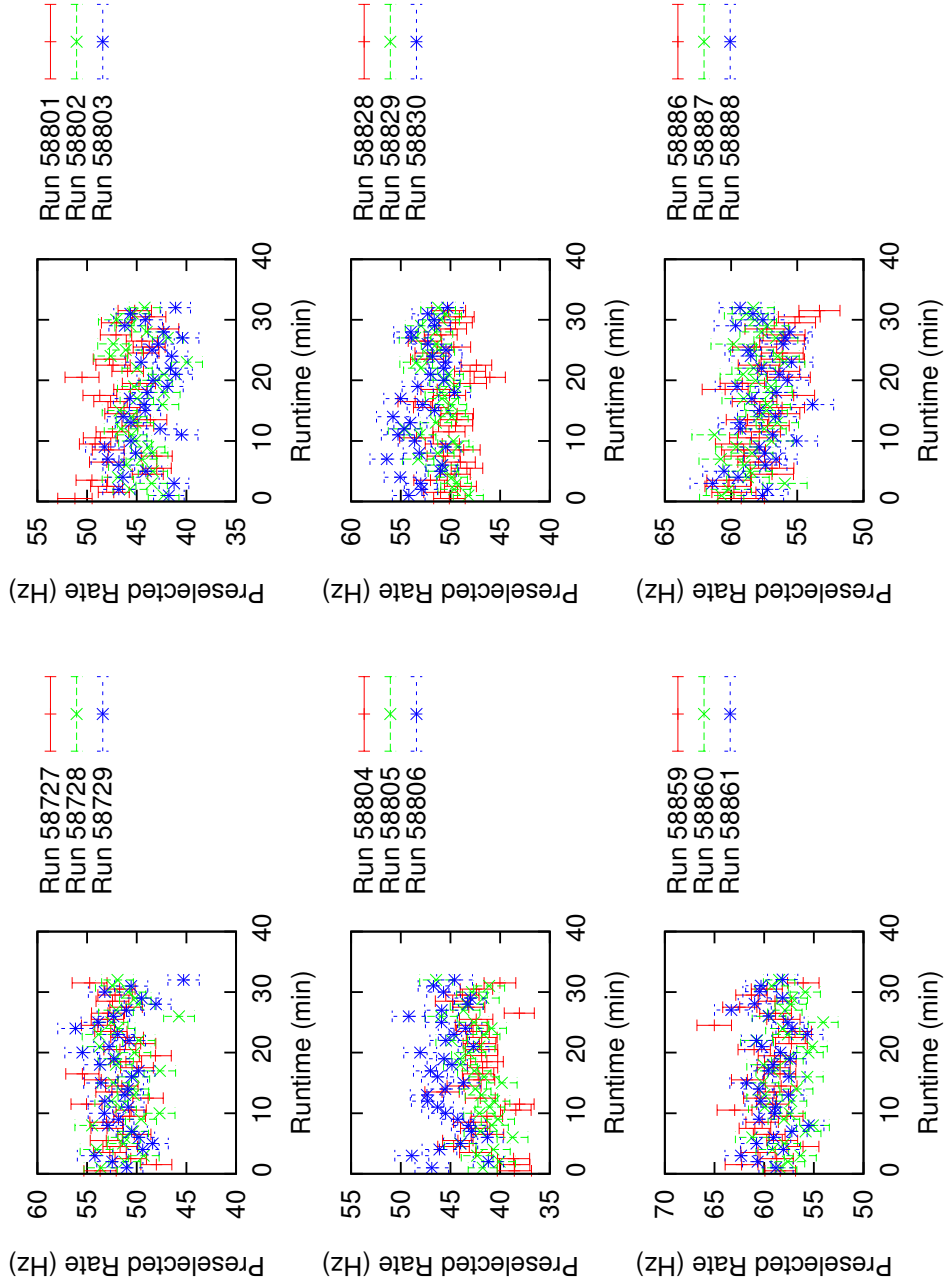 Preselected Rate (Hz)
60
55
50
45
40
0
10
20
30
40
Runtime (min)
Run 58727
Run 58728
Run 58729
Preselected Rate (Hz)
55
50
45
40
35
0
10
20
30
40
Runtime (min)
Run 58801
Run 58802
Run 58803
Preselected Rate (Hz)
55
50
45
40
35
0
10
20
30
40
Runtime (min)
Run 58804
Run 58805
Run 58806
Preselected Rate (Hz)
60
55
50
45
40
0
10
20
30
40
Runtime (min)
Run 58828
Run 58829
Run 58830
Preselected Rate (Hz)
70
65
60
55
50
0
10
20
30
40
Runtime (min)
Run 58859
Run 58860
Run 58861
Preselected Rate (Hz)
65
60
55
50
0
10
20
30
40
Runtime (min)
Run 58886
Run 58887
Run 58888